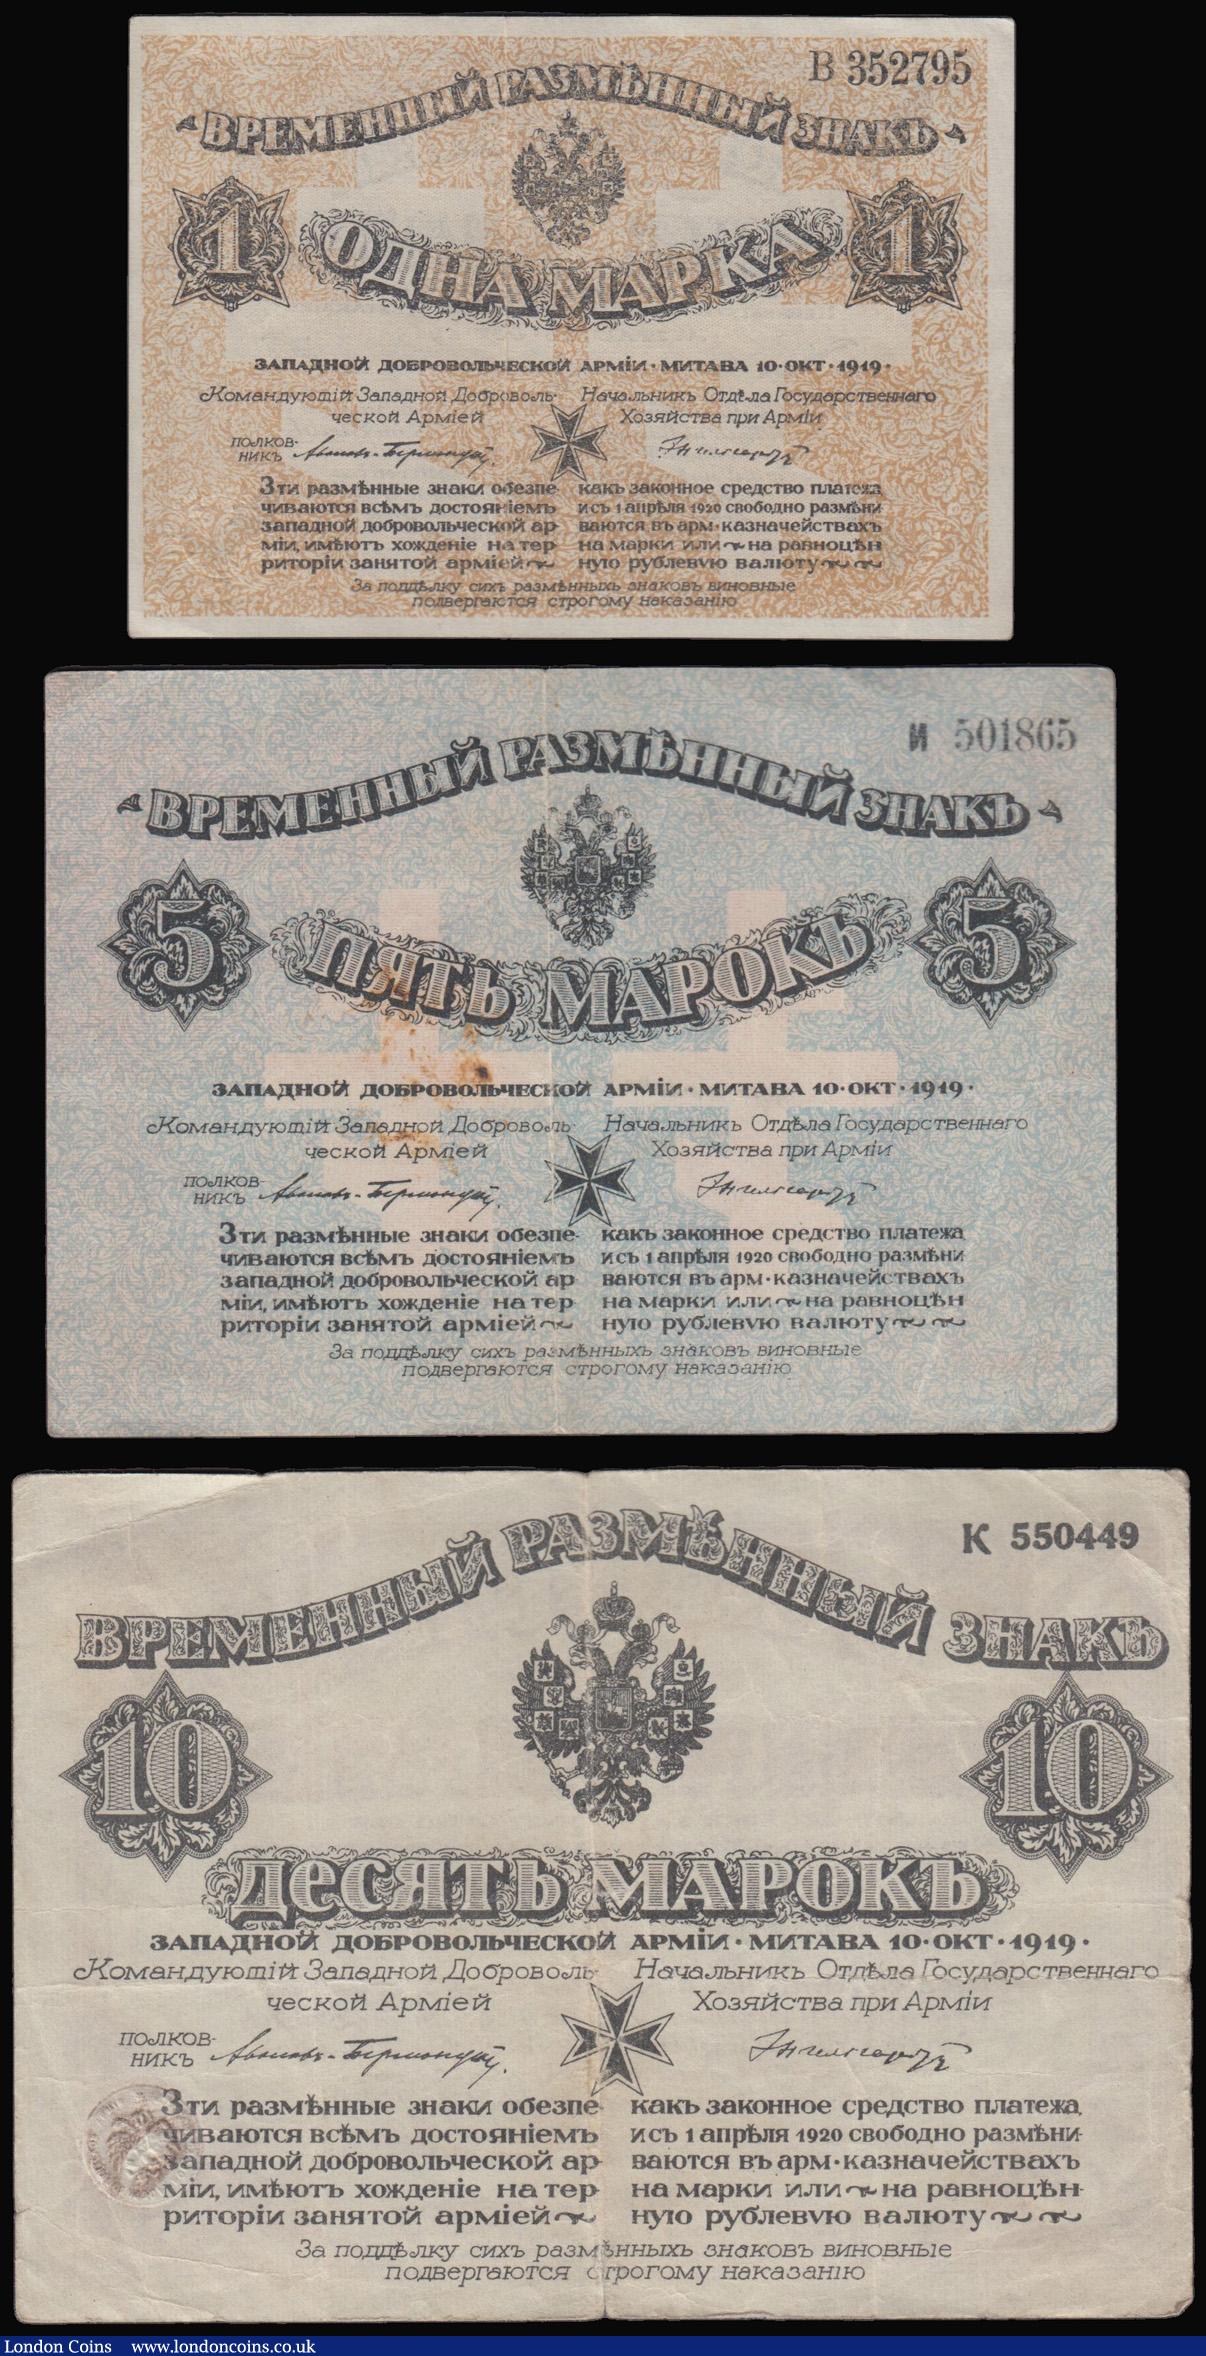 В 352795
ВРЕМЕННЫЙ РАЗМѢННЫЙ ЗНАКЪ
1 ОДНА МАРКА 1
ЗАПАДНОЙ ДОБРОВОЛЬЧЕСКОЙ АРМІИ · МИТАВА 10 · ОКТ · 1919 ·
Командующій Западной Доброволь-
ческой Арміей
ПОЛКОВ-
НИКЪ
Начальникъ Отдѣла Государственнаго
Хозяйства при Арміи
Эти размѣнные знаки обезпе-
чиваются всѣмъ достояніемъ
западной добровольческой ар-
міи, имѣютъ хожденіе на тер-
риторіи занятой арміей
какъ законное средство платежа,
и съ 1 апрѣля 1920 свободно размѣни-
ваются въ арм · казначействахъ
на марки или на равноцѣн-
ную рублевую валюту
За поддѣлку сихъ размѣнныхъ знаковъ виновные
подвергаются строгому наказанію
И 501865
ВРЕМЕННЫЙ РАЗМѢННЫЙ ЗНАКЪ
5 ПЯТЬ МАРОКЪ 5
ЗАПАДНОЙ ДОБРОВОЛЬЧЕСКОЙ АРМІИ · МИТАВА 10 · ОКТ · 1919 ·
Командующій Западной Доброволь-
ческой Арміей
ПОЛКОВ-
НИКЪ
Начальникъ Отдѣла Государственнаго
Хозяйства при Арміи
Эти размѣнные знаки обезпе-
чиваются всѣмъ достояніемъ
западной добровольческой ар-
міи, имѣютъ хожденіе на тер-
риторіи занятой арміей
какъ законное средство платежа,
и съ 1 апрѣля 1920 свободно размѣни-
ваются въ арм · казначействахъ
на марки или на равноцѣн-
ную рублевую валюту
За поддѣлку сихъ размѣнныхъ знаковъ виновные
подвергаются строгому наказанію
К 550449
ВРЕМЕННЫЙ РАЗМѢННЫЙ ЗНАКЪ
10 10
ДЕСЯТЬ МАРОКЪ
ЗАПАДНОЙ ДОБРОВОЛЬЧЕСКОЙ АРМІИ · МИТАВА 10 · ОКТ · 1919 ·
Командующій Западной Доброволь-
ческой Арміей
ПОЛКОВ-
НИКЪ
Начальникъ Отдѣла Государственнаго
Хозяйства при Арміи
Эти размѣнные знаки обезпе-
чиваются всѣмъ достояніемъ
западной добровольческой ар-
міи, имѣютъ хожденіе на тер-
риторіи занятой арміей
какъ законное средство платежа,
и съ 1 апрѣля 1920 свободно размѣни-
ваются въ арм · казначействахъ
на марки или на равноцѣн-
ную рублевую валюту
За поддѣлку сихъ размѣнныхъ знаковъ виновные
подвергаются строгому наказанію
London Coins www.londoncoins.co.uk